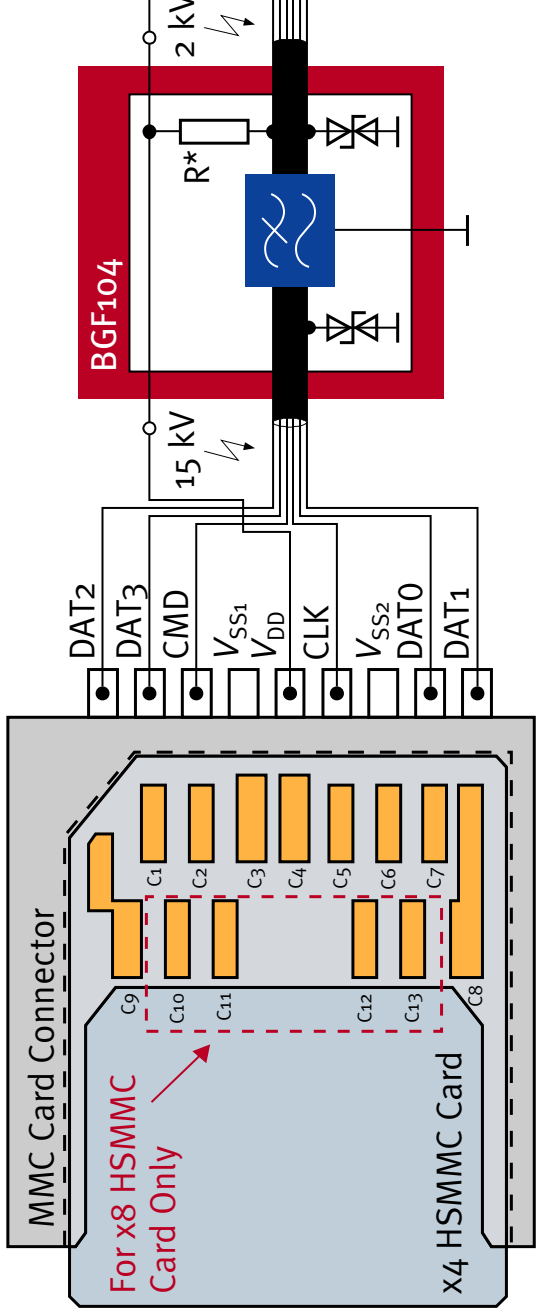 MMC Card Connector
For x8 HSMMC
Card Only
x4 HSMMC Card
C9
C10
C11
C12
C13
C8
C1
C2
C3
C4
C5
C6
C7
DAT2
DAT3
CMD
VSS1
VDD
CLK
VSS2
DAT0
DAT1
15 kV
BGF104
R*
2 kV